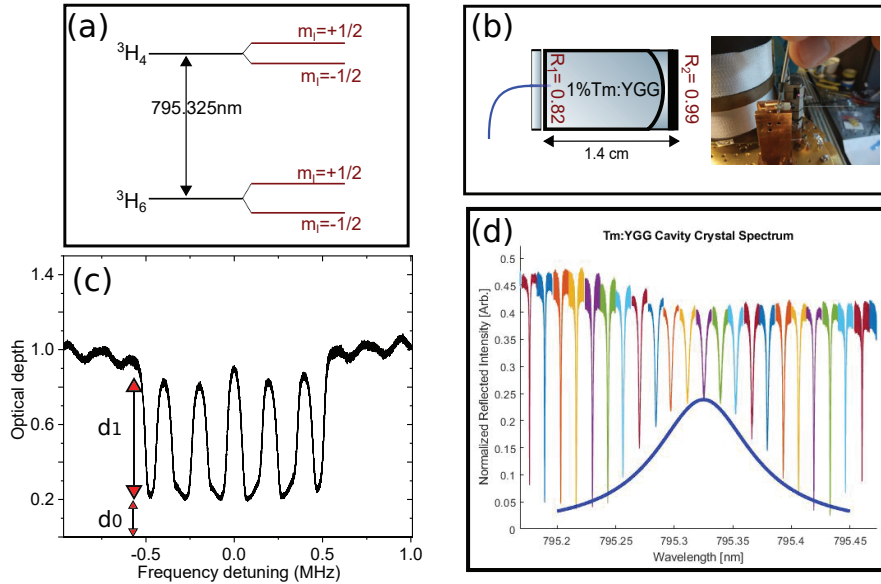 (a)
³H₄
mI=+1/2
mI=-1/2
795.325nm
³H₆
mI=+1/2
mI=-1/2
(b)
R₁= 0.82
1%Tm:YGG
R₂= 0.99
1.4 cm
(c)
1.4
1.0
0.6
0.2
Optical depth
d1
d0
-0.5
0.0
0.5
1.0
Frequency detuning (MHz)
(d)
Tm:YGG Cavity Crystal Spectrum
0.5
0.45
0.4
0.35
0.3
0.25
0.2
0.15
0.1
0.05
0
Normalized Reflected Intensity [Arb.]
795.2
795.25
795.3
795.35
795.4
795.45
Wavelength [nm]